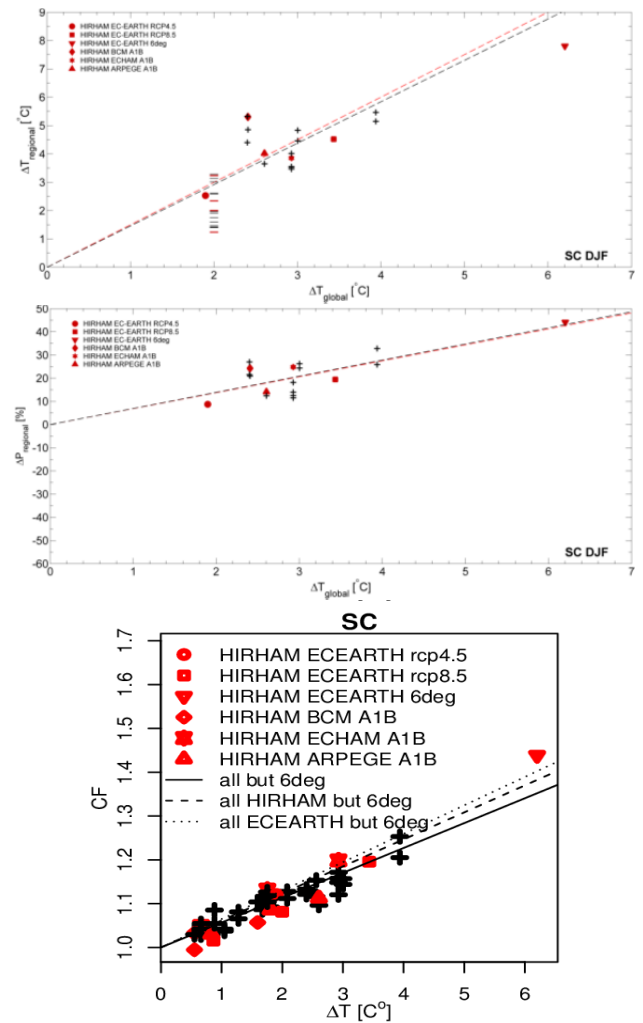 9
8
7
6
5
4
3
2
1
0
ΔT regional [°C]
HIRHAM EC-EARTH RCP4.5
HIRHAM EC-EARTH RCP8.5
HIRHAM EC-EARTH 6deg
HIRHAM BCM A1B
HIRHAM ECHAM A1B
HIRHAM ARPEGE A1B
SC DJF
0 1 2 3 4 5 6 7
ΔT global [°C]
50
40
30
20
10
0
-10
-20
-30
-40
-50
-60
ΔP regional [%]
HIRHAM EC-EARTH RCP4.5
HIRHAM EC-EARTH RCP8.5
HIRHAM EC-EARTH 6deg
HIRHAM BCM A1B
HIRHAM ECHAM A1B
HIRHAM ARPEGE A1B
SC DJF
0 1 2 3 4 5 6 7
ΔT global [°C]
SC
1.7
1.6
1.5
1.4
1.3
1.2
1.1
1.0
CF
HIRHAM ECEARTH rcp4.5
HIRHAM ECEARTH rcp8.5
HIRHAM ECEARTH 6deg
HIRHAM BCM A1B
HIRHAM ECHAM A1B
HIRHAM ARPEGE A1B
all but 6deg
all HIRHAM but 6deg
all ECEARTH but 6deg
0 1 2 3 4 5 6
ΔT [C°]